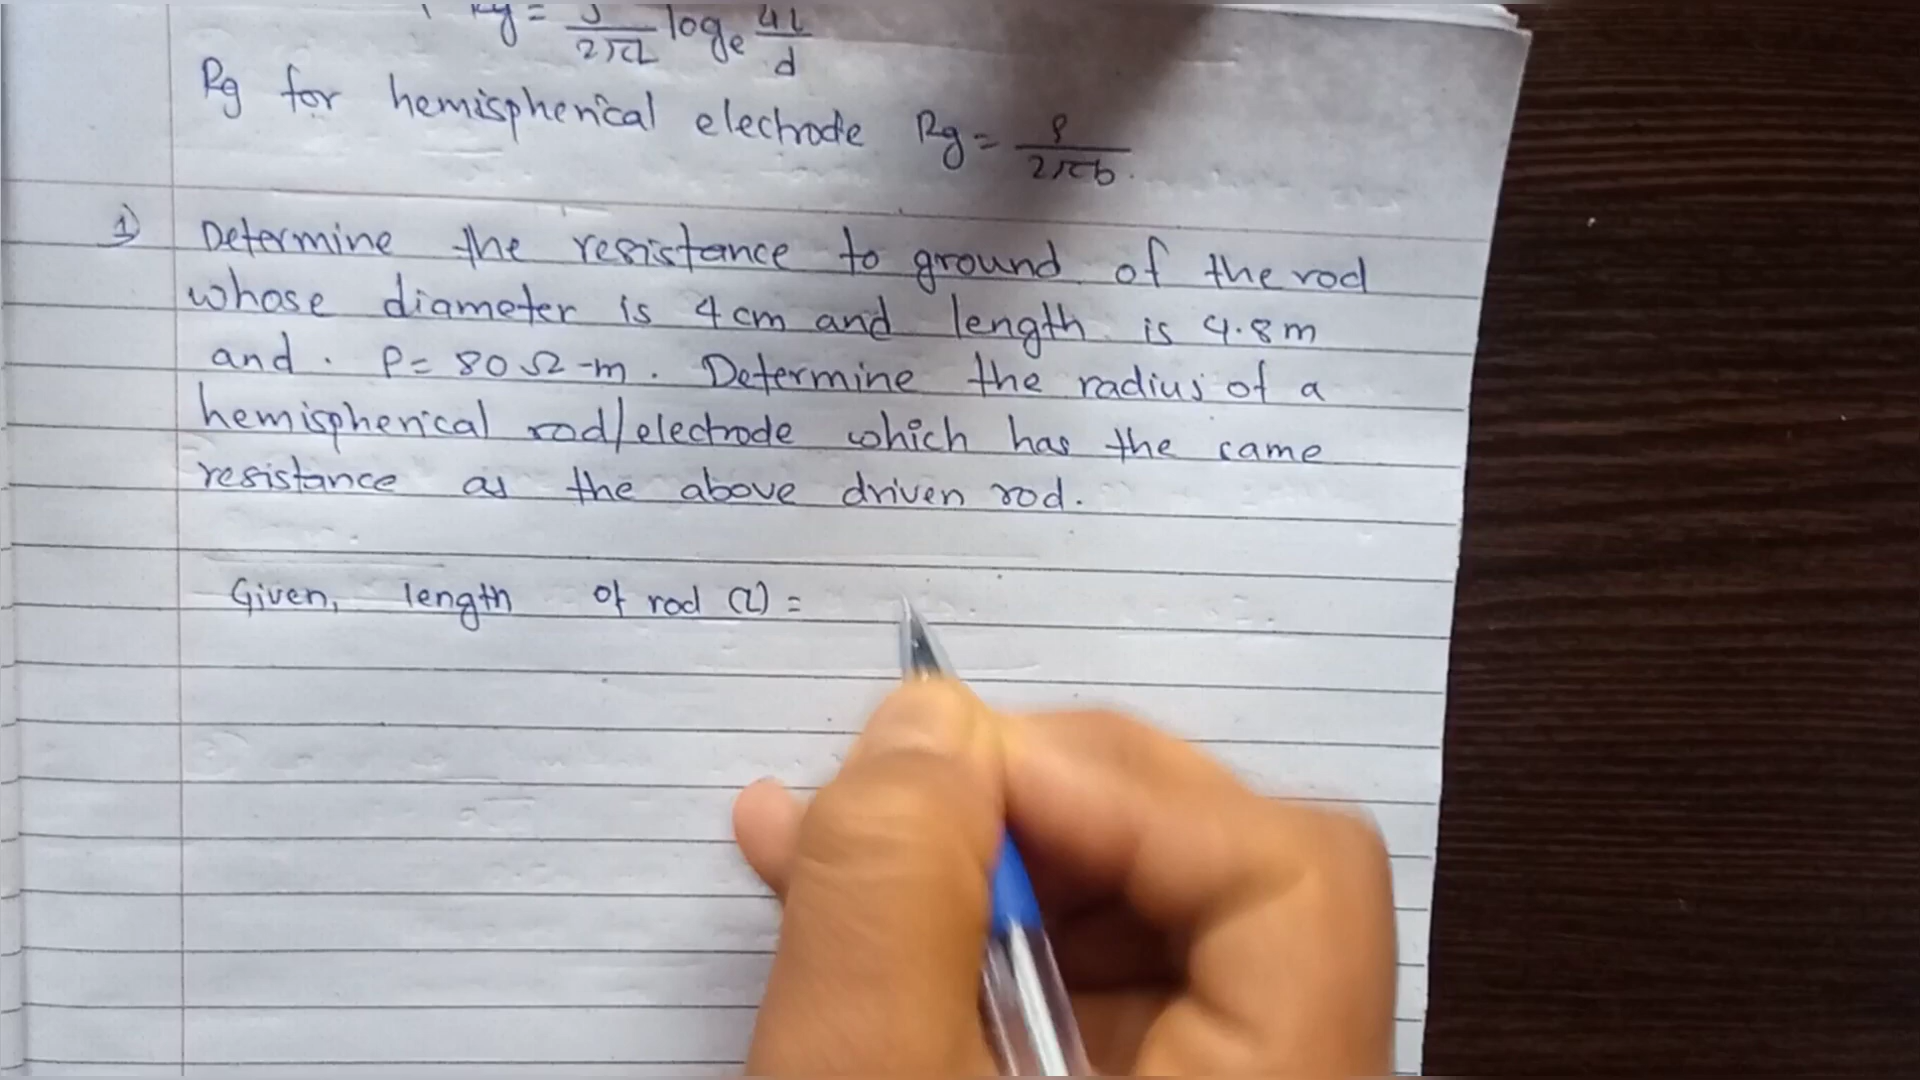 Rg = ρ/2πL logₑ 4L/d
Rg for hemispherical electrode Rg = ρ/2πb.
1) Determine the resistance to ground of the rod
whose diameter is 4 cm and length is 4.8 m
and . ρ = 80 Ω-m . Determine the radius of a
hemispherical rod/electrode which has the same
resistance as the above driven rod.
Given, length of rod (l) =